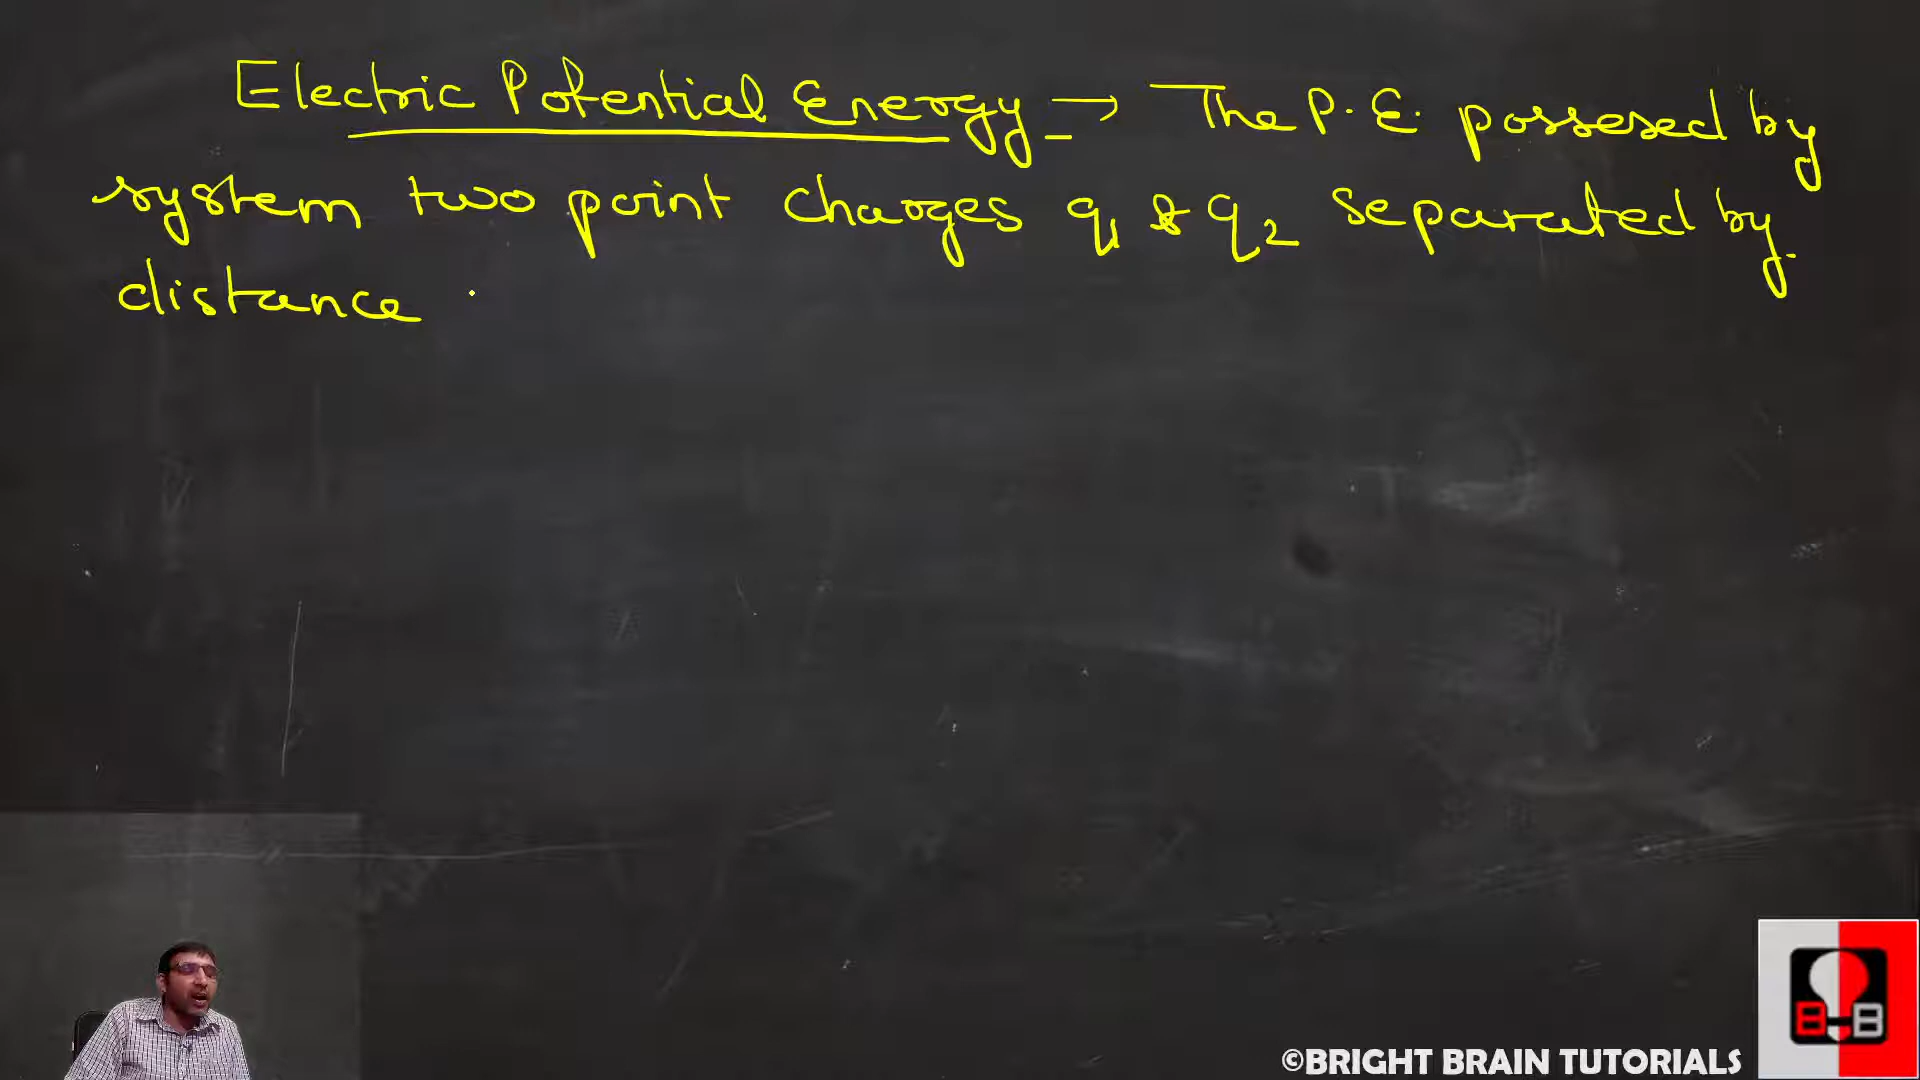 Electric Potential Energy → The P.E. possesed by
system two point charges q1 & q2 separated by
distance
B B
©BRIGHT BRAIN TUTORIALS